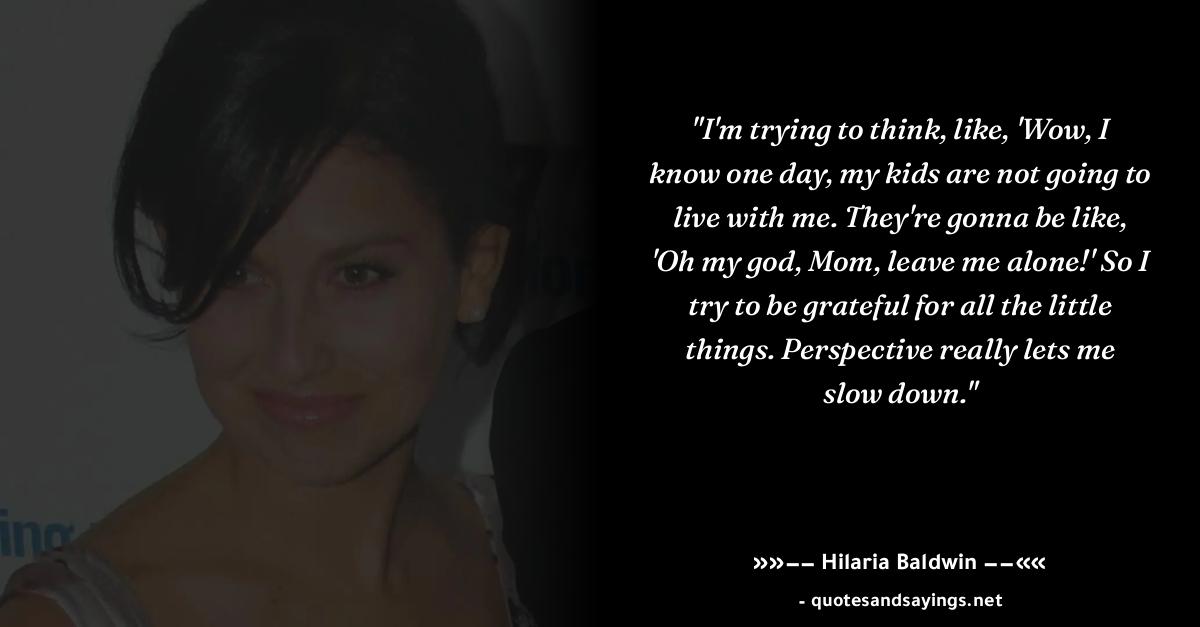 "I'm trying to think, like, 'Wow, I
know one day, my kids are not going to
live with me. They're gonna be like,
'Oh my god, Mom, leave me alone!' So I
try to be grateful for all the little
things. Perspective really lets me
slow down."
»»−− Hilaria Baldwin −−««
- quotesandsayings.net
ing